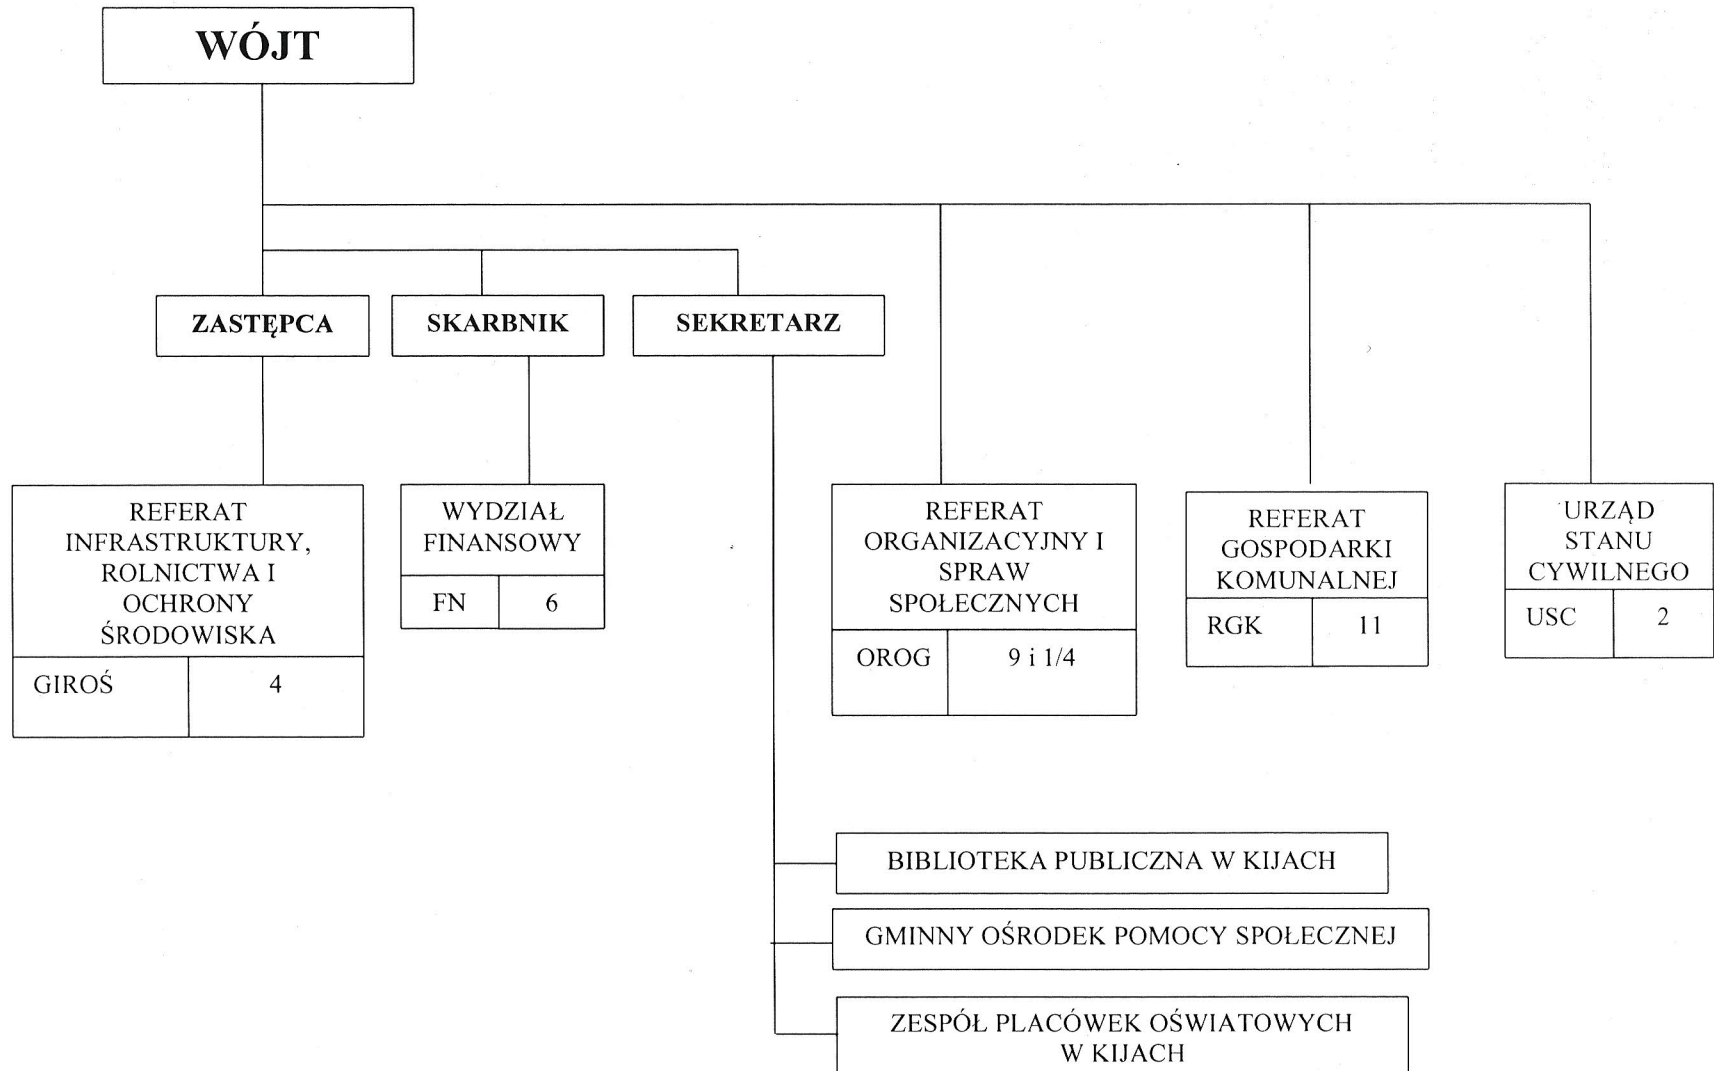 WÓJT
ZASTĘPCA
SKARBNIK
SEKRETARZ
REFERAT
INFRASTRUKTURY,
ROLNICTWA I
OCHRONY
ŚRODOWISKA
GIROŚ
4
WYDZIAŁ
FINANSOWY
FN
6
REFERAT
ORGANIZACYJNY I
SPRAW
SPOŁECZNYCH
OROG
9 i 1/4
REFERAT
GOSPODARKI
KOMUNALNEJ
RGK
11
URZĄD
STANU
CYWILNEGO
USC
2
BIBLIOTEKA PUBLICZNA W KIJACH
GMINNY OŚRODEK POMOCY SPOŁECZNEJ
ZESPÓŁ PLACÓWEK OŚWIATOWYCH
W KIJACH